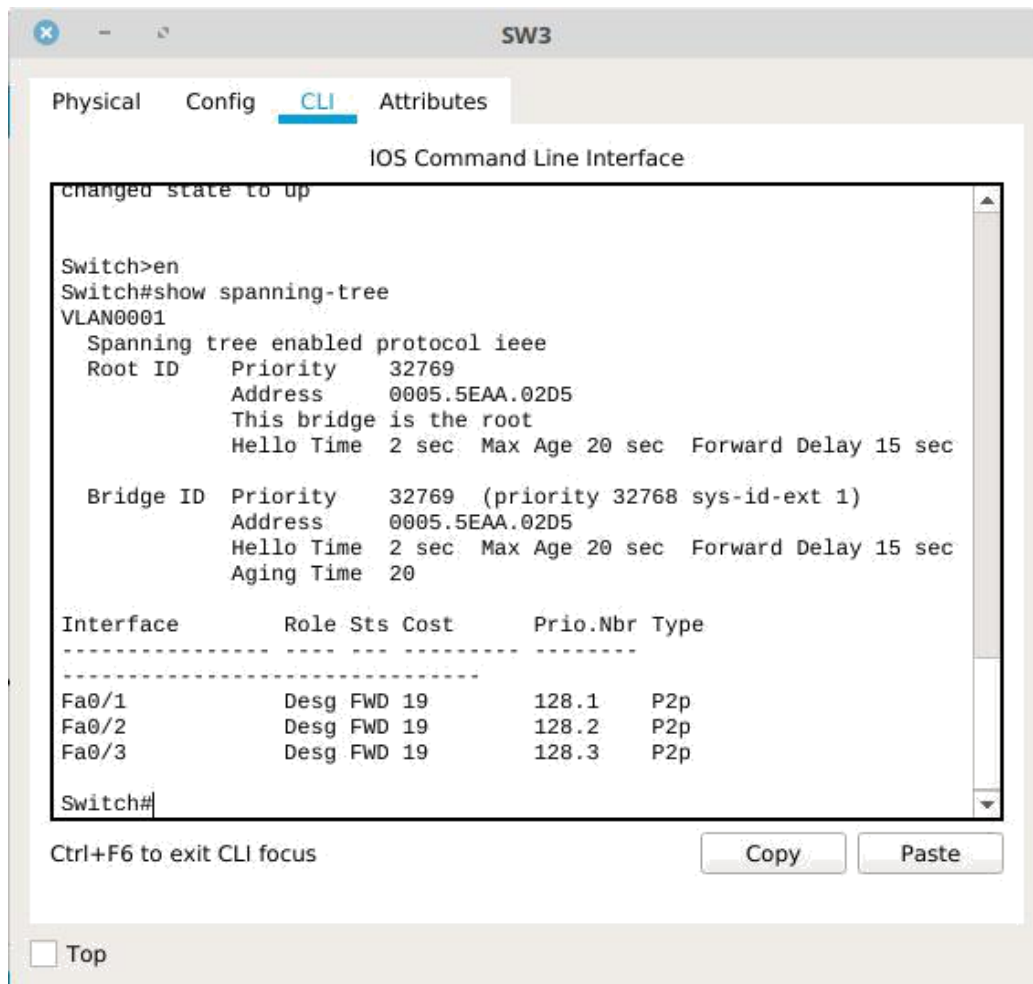 SW3
Physical Config CLI Attributes
IOS Command Line Interface
changed state to up
Switch>en
Switch#show spanning-tree
VLAN0001
  Spanning tree enabled protocol ieee
  Root ID    Priority    32769
             Address     0005.5EAA.02D5
             This bridge is the root
             Hello Time  2 sec  Max Age 20 sec  Forward Delay 15 sec
  Bridge ID  Priority    32769  (priority 32768 sys-id-ext 1)
             Address     0005.5EAA.02D5
             Hello Time  2 sec  Max Age 20 sec  Forward Delay 15 sec
             Aging Time  20
Interface        Role Sts Cost      Prio.Nbr Type
---------------- ---- --- --------- --------
--------------------------------
Fa0/1            Desg FWD 19        128.1    P2p
Fa0/2            Desg FWD 19        128.2    P2p
Fa0/3            Desg FWD 19        128.3    P2p
Switch#
Ctrl+F6 to exit CLI focus Copy Paste
Top